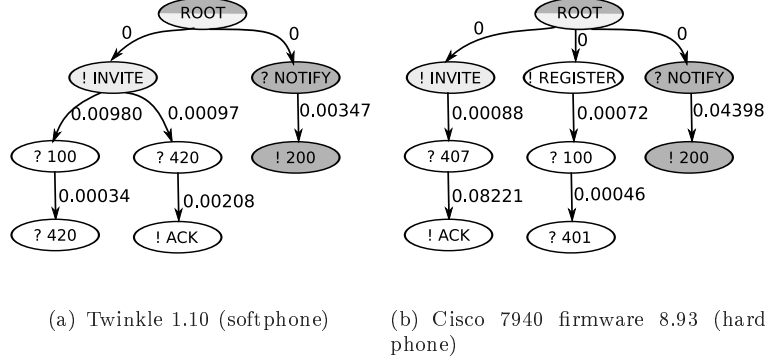 ROOT
0
0
! INVITE
? NOTIFY
0.00980
0.00097
0.00347
? 100
? 420
! 200
0.00034
0.00208
? 420
! ACK
(a) Twinkle 1.10 (softphone)
ROOT
0
0
0
! INVITE
! REGISTER
? NOTIFY
0.00088
0.00072
0.04398
? 407
? 100
! 200
0.08221
0.00046
! ACK
? 401
(b) Cisco 7940 firmware 8.93 (hard
phone)